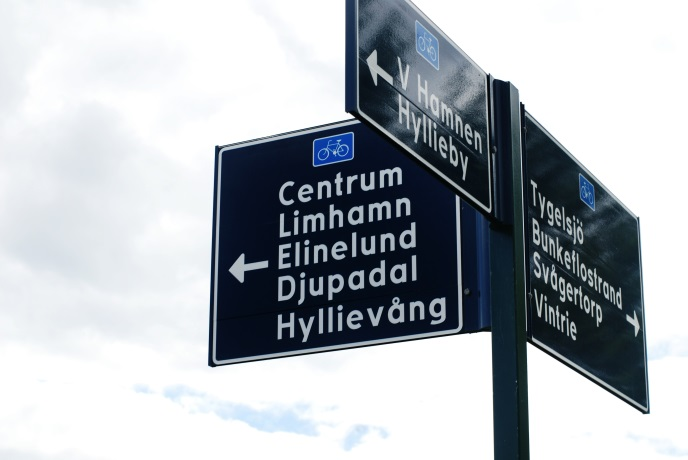 V Hamnen
Hyllieby
Centrum
Limhamn
Elinelund
Djupadal
Hyllievång
Tygelsjö
Bunkeflostrand
Svågertorp
Vintrie